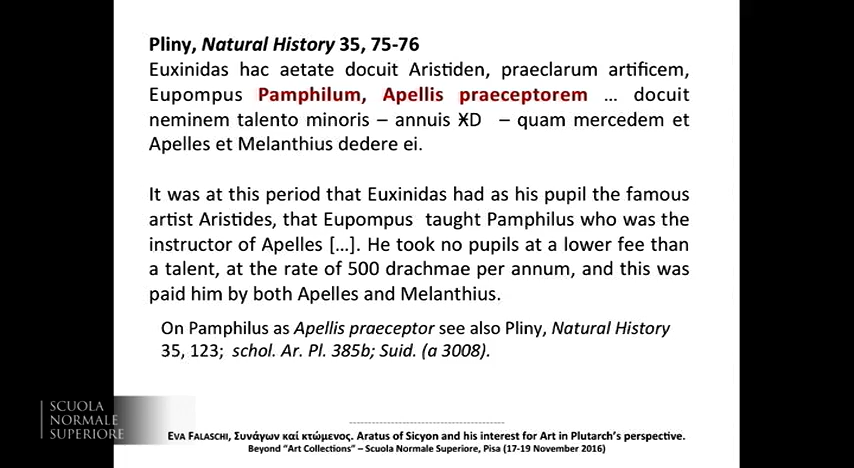 Pliny, Natural History 35, 75-76
Euxinidas hac aetate docuit Aristiden, praeclarum artificem,
Eupompus Pamphilum, Apellis praeceptorem ... docuit
neminem talento minoris – annuis ӾD – quam mercedem et
Apelles et Melanthius dedere ei.
It was at this period that Euxinidas had as his pupil the famous
artist Aristides, that Eupompus taught Pamphilus who was the
instructor of Apelles [...]. He took no pupils at a lower fee than
a talent, at the rate of 500 drachmae per annum, and this was
paid him by both Apelles and Melanthius.
On Pamphilus as Apellis praeceptor see also Pliny, Natural History
35, 123; schol. Ar. Pl. 385b; Suid. (a 3008).
SCUOLA
NORMALE
SUPERIORE
EVA FALASCHI, Συνάγων καί κτώμενος. Aratus of Sicyon and his interest for Art in Plutarch's perspective.
Beyond "Art Collections" – Scuola Normale Superiore, Pisa (17-19 November 2016)